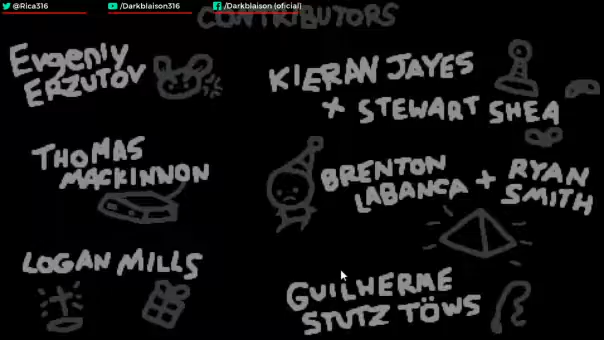 @Rica316
/Darkblaison316
/Darkblaison (oficial)
CONTRIBUTORS
Evgeniy
ERZUTOV
KIERAN JAYES
+ STEWART SHEA
THOMAS
MACKINNON
BRENTON
LABANCA + RYAN
SMITH
LOGAN MILLS
GUILHERME
STUTZ TÖWS